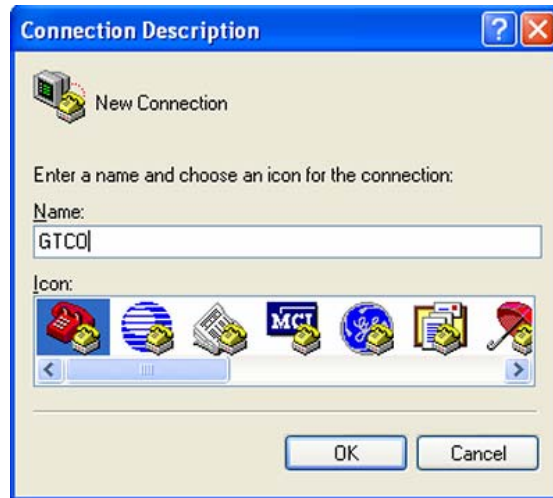 Connection Description
New Connection
Enter a name and choose an icon for the connection:
Name:
GTCO
Icon:
MCI
OK
Cancel